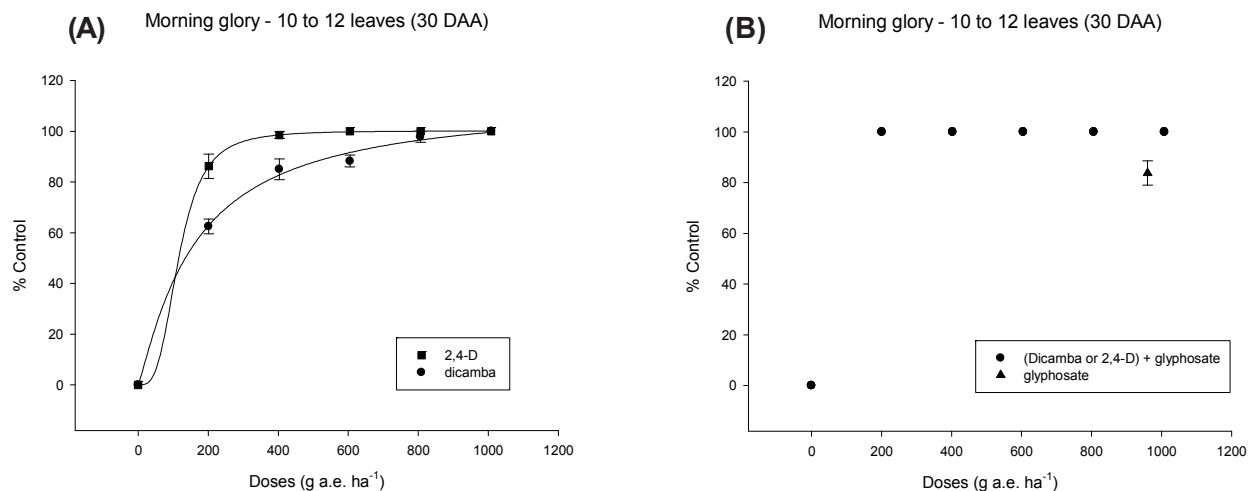 (A)
Morning glory - 10 to 12 leaves (30 DAA)
120
100
80
60
40
20
0
% Control
2,4-D
dicamba
0 200 400 600 800 1000 1200
Doses (g a.e. ha⁻¹)
(B)
Morning glory - 10 to 12 leaves (30 DAA)
120
100
80
60
40
20
0
% Control
(Dicamba or 2,4-D) + glyphosate
glyphosate
0 200 400 600 800 1000 1200
Doses (g a.e. ha⁻¹)